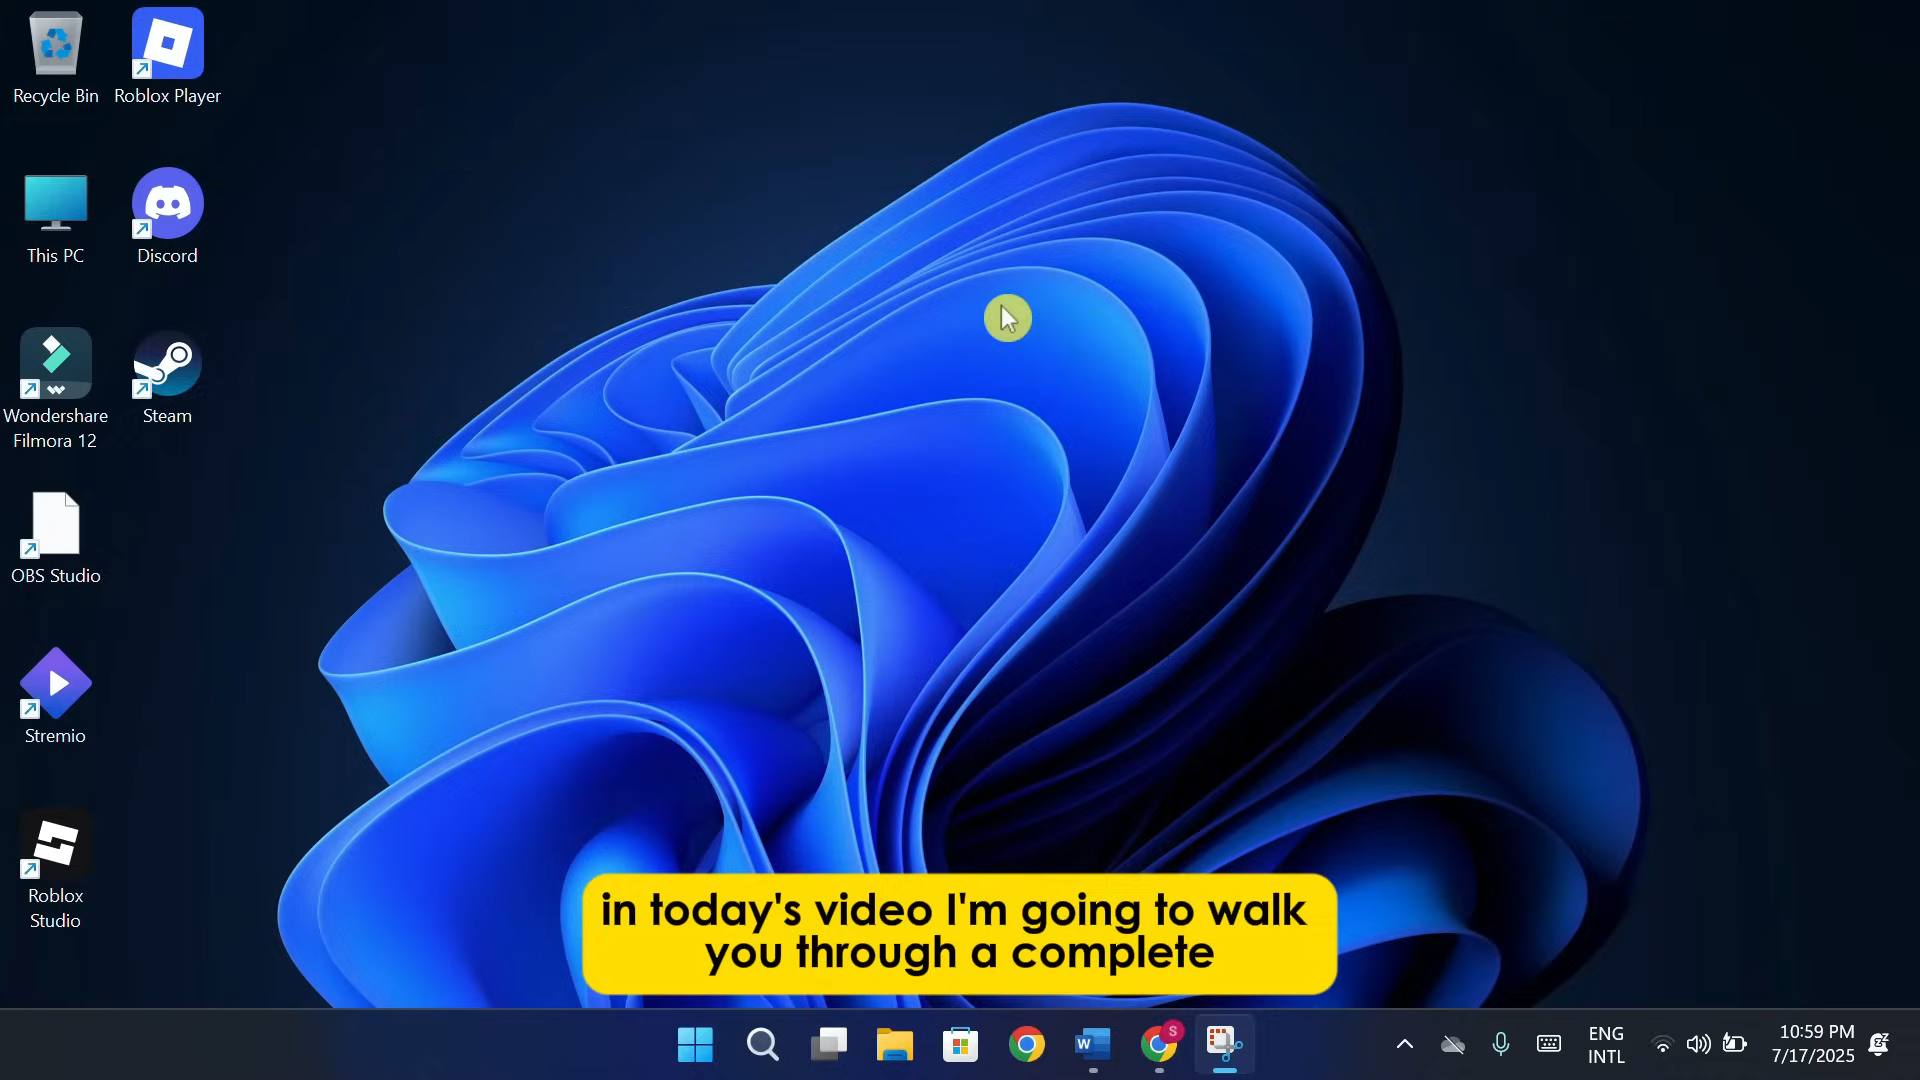 Recycle Bin
Roblox Player
This PC
Discord
Wondershare
Filmora 12
Steam
OBS Studio
Stremio
Roblox
Studio
in today's video I'm going to walk
you through a complete
W
S
ENG
INTL
10:59 PM
7/17/2025